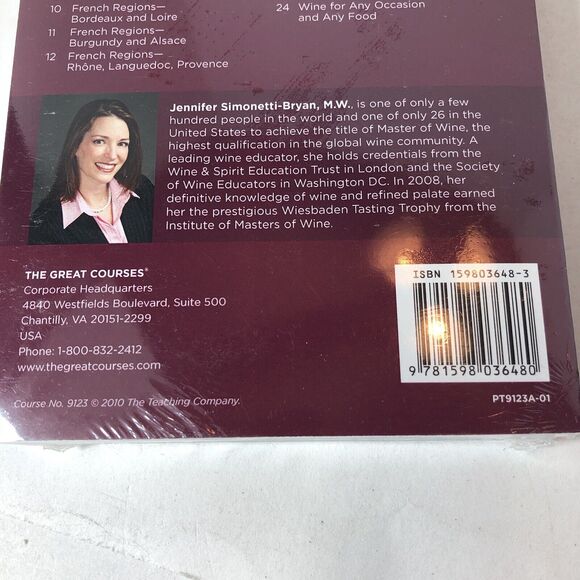 10 French Regions—
Bordeaux and Loire
11 French Regions—
Burgundy and Alsace
12 French Regions—
Rhône, Languedoc, Provence
24 Wine for Any Occasion
and Any Food
Jennifer Simonetti-Bryan, M.W., is one of only a few
hundred people in the world and one of only 26 in the
United States to achieve the title of Master of Wine, the
highest qualification in the global wine community. A
leading wine educator, she holds credentials from the
Wine & Spirit Education Trust in London and the Society
of Wine Educators in Washington DC. In 2008, her
definitive knowledge of wine and refined palate earned
her the prestigious Wiesbaden Tasting Trophy from the
Institute of Masters of Wine.
THE GREAT COURSES®
Corporate Headquarters
4840 Westfields Boulevard, Suite 500
Chantilly, VA 20151-2299
USA
Phone: 1-800-832-2412
www.thegreatcourses.com
Course No. 9123 © 2010 The Teaching Company.
ISBN 159803648-3
9 781598 036480
PT9123A-01